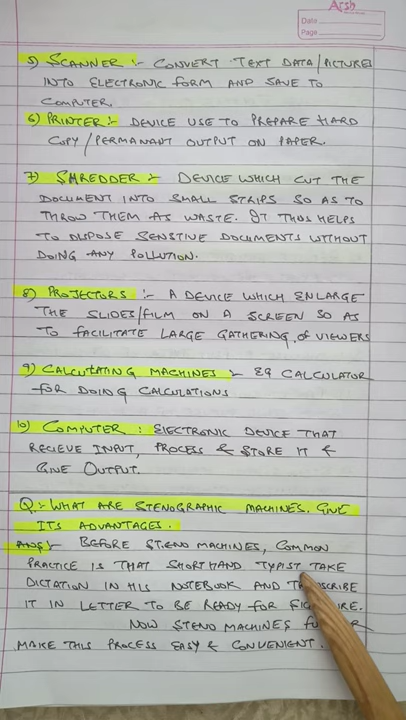 Arsh
Date
Page
5) SCANNER :- CONVERT TEXT DATA/PICTURE
INTO ELECTRONIC FORM AND SAVE TO
COMPUTER.
6) PRINTER :- DEVICE USE TO PREPARE HARD
COPY/PERMANANT OUTPUT ON PAPER.
7) SHREDDER :- DEVICE WHICH CUT THE
DOCUMENT INTO SMALL STRIPS SO AS TO
THROW THEM AS WASTE. IT THUS HELPS
TO DISPOSE SENSTIVE DOCUMENTS WITHOUT
DOING ANY POLLUTION.
8) PROJECTORS :- A DEVICE WHICH ENLARGE
THE SLIDES/FILM ON A SCREEN SO AS
TO FACILITATE LARGE GATHERING OF VIEWERS
9) CALCULATING MACHINES :- EG CALCULATOR
FOR DOING CALCULATIONS
10) COMPUTER : ELECTRONIC DEVICE THAT
RECIEVE INPUT, PROCESS & STORE IT &
GIVE OUTPUT.
Q:- WHAT ARE STENOGRAPHIC MACHINES. GIVE
ITS ADVANTAGES.
Ans:- BEFORE STENO MACHINES, COMMON
PRACTICE IS THAT SHORTHAND TYPIST TAKE
DICTATION IN HIS NOTEBOOK AND
IT IN LETTER TO BE READY FOR
NOW STENO MACHINES
MAKE THIS PROCESS EASY & CONVENIENT.